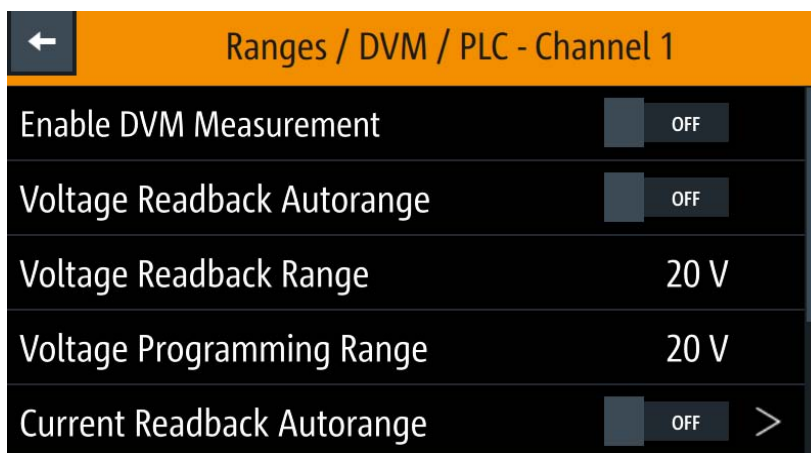 Ranges / DVM / PLC - Channel 1
Enable DVM Measurement OFF
Voltage Readback Autorange OFF
Voltage Readback Range 20 V
Voltage Programming Range 20 V
Current Readback Autorange OFF >